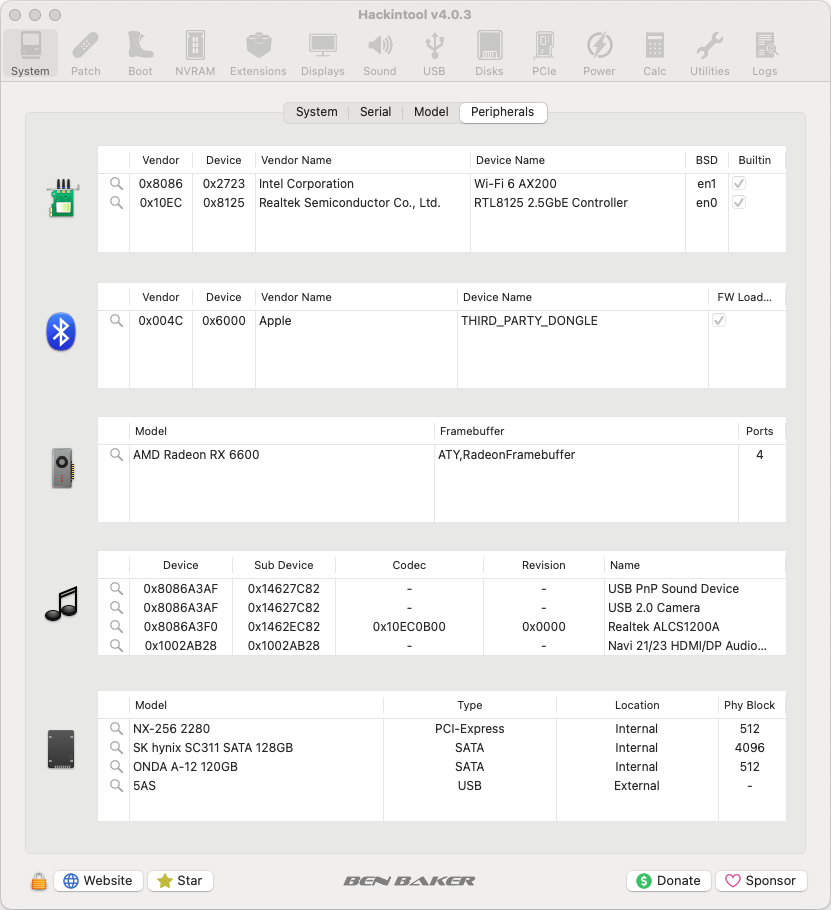 Hackintool v4.0.3
System Patch Boot NVRAM Extensions Displays Sound USB Disks PCIe Power Calc Utilities Logs
System Serial Model Peripherals
Vendor Device Vendor Name Device Name BSD Builtin
0x8086 0x2723 Intel Corporation Wi-Fi 6 AX200 en1
0x10EC 0x8125 Realtek Semiconductor Co., Ltd. RTL8125 2.5GbE Controller en0
Vendor Device Vendor Name Device Name FW Load...
0x004C 0x6000 Apple THIRD_PARTY_DONGLE
Model Framebuffer Ports
AMD Radeon RX 6600 ATY,RadeonFramebuffer 4
Device Sub Device Codec Revision Name
0x8086A3AF 0x14627C82 - - USB PnP Sound Device
0x8086A3AF 0x14627C82 - - USB 2.0 Camera
0x8086A3F0 0x1462EC82 0x10EC0B00 0x0000 Realtek ALCS1200A
0x1002AB28 0x1002AB28 - - Navi 21/23 HDMI/DP Audio...
Model Type Location Phy Block
NX-256 2280 PCI-Express Internal 512
SK hynix SC311 SATA 128GB SATA Internal 4096
ONDA A-12 120GB SATA Internal 512
5AS USB External -
Website Star BEN BAKER Donate Sponsor